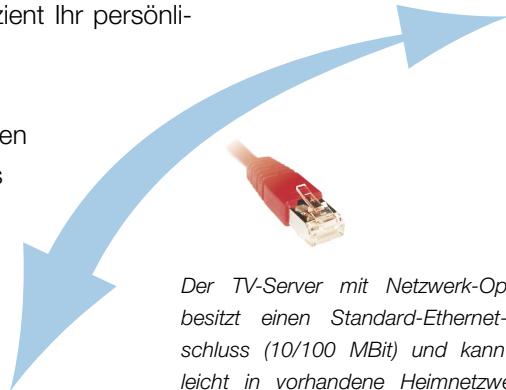 zient Ihr persönli-
en
s
Der TV-Server mit Netzwerk-Op
besitzt einen Standard-Ethernet-
schluss (10/100 MBit) und kann
leicht in vorhandene Heimnetzwe